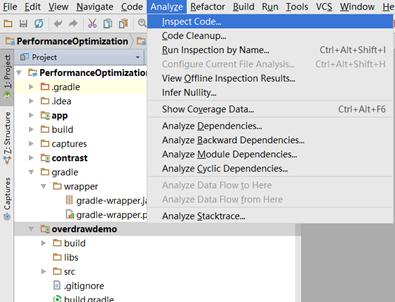 File Edit View Navigate Code Analyze Refactor Build Run Tools VCS Window He
PerformanceOptimization
Project
PerformanceOptimization
.gradle
.idea
app
build
captures
contrast
gradle
wrapper
gradle-wrapper.ja
gradle-wrapper.p
overdrawdemo
build
libs
src
.gitignore
build.gradle
1: Project
7: Structure
Captures
Inspect Code...
Code Cleanup...
Run Inspection by Name... Ctrl+Alt+Shift+I
Configure Current File Analysis... Ctrl+Alt+Shift+H
View Offline Inspection Results...
Infer Nullity...
Show Coverage Data... Ctrl+Alt+F6
Analyze Dependencies...
Analyze Backward Dependencies...
Analyze Module Dependencies...
Analyze Cyclic Dependencies...
Analyze Data Flow to Here
Analyze Data Flow from Here
Analyze Stacktrace...